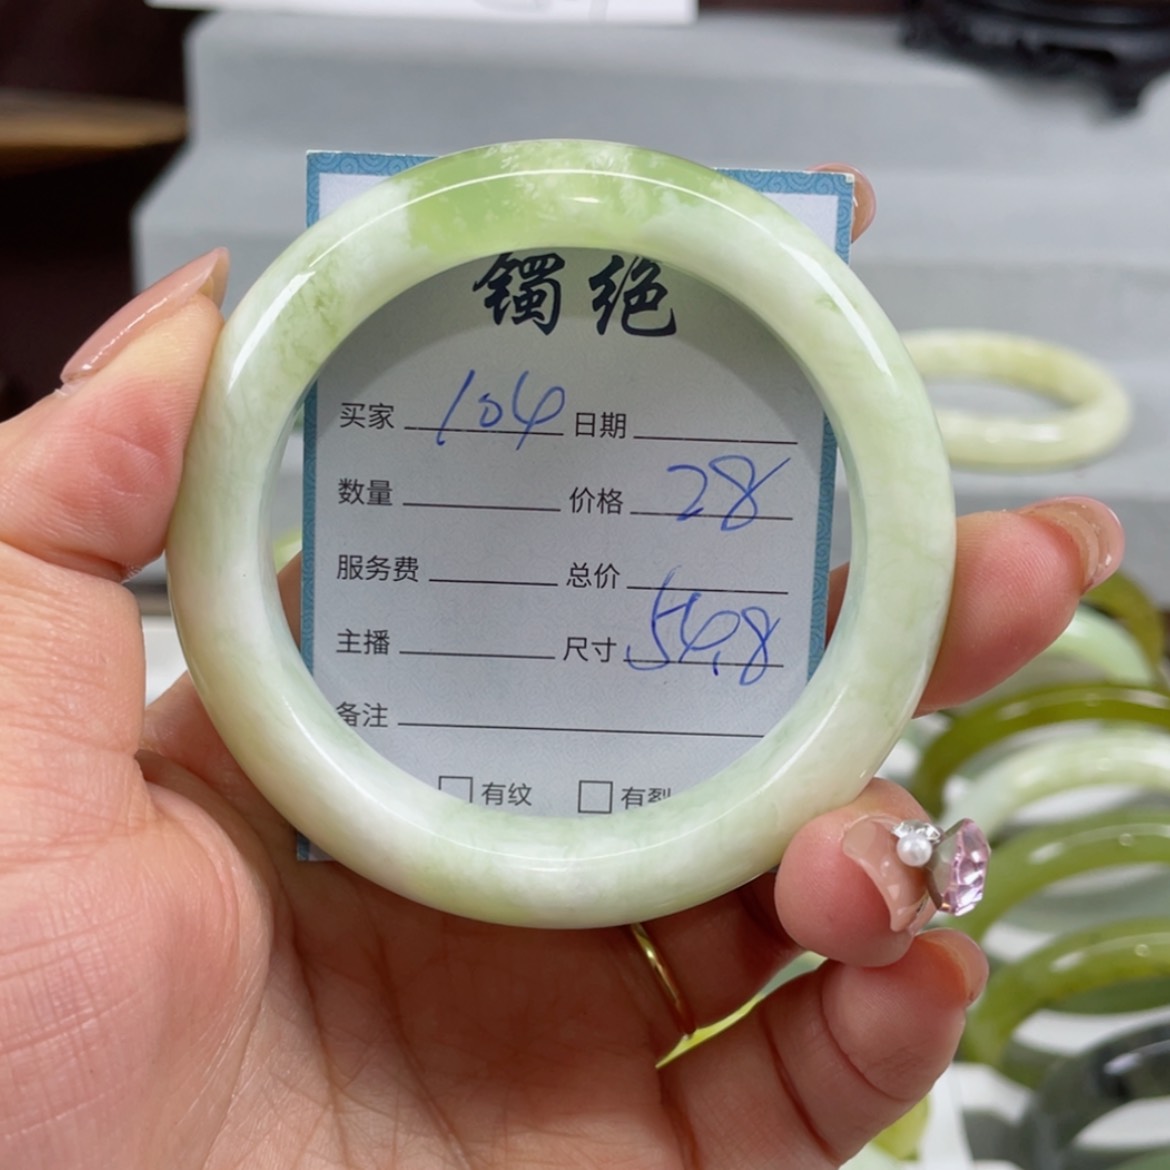 镯绝
买家 104 日期
数量 价格 28
服务费 总价
主播 尺寸 54.8
备注
□ 有纹 □ 有裂